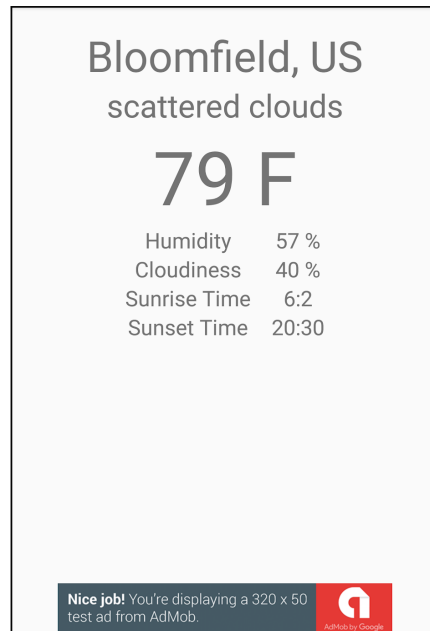 Bloomfield, US
scattered clouds
79 F
Humidity 57 %
Cloudiness 40 %
Sunrise Time 6:2
Sunset Time 20:30
Nice job! You're displaying a 320 x 50
test ad from AdMob.
AdMob by Google